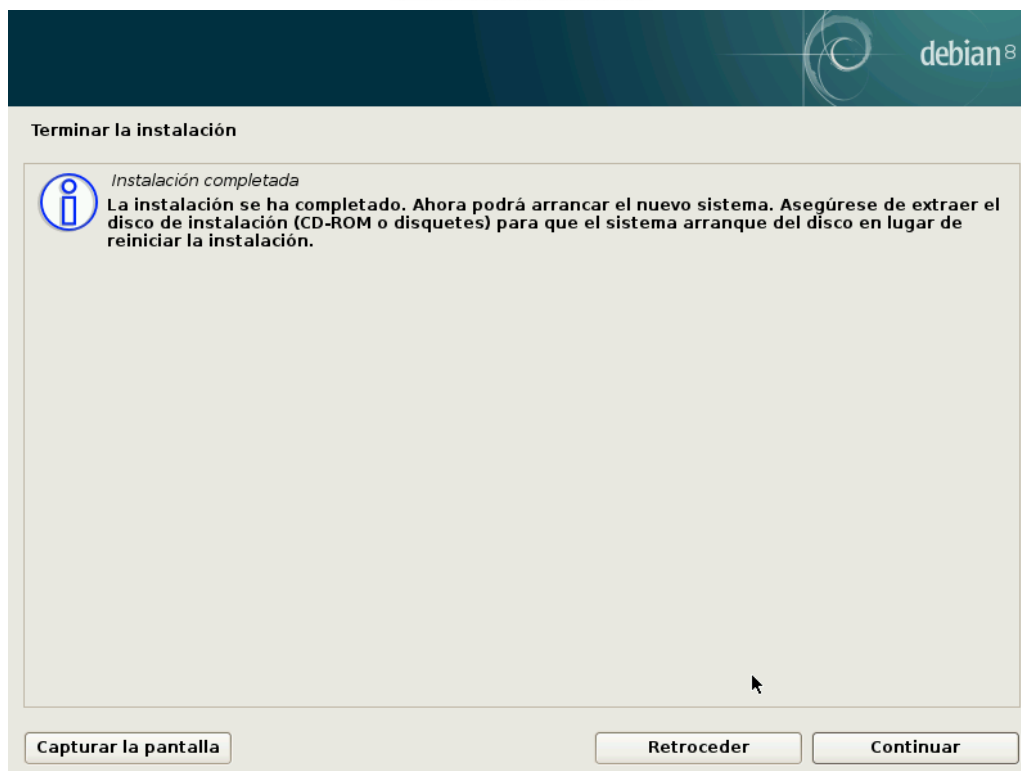 debian 8
Terminar la instalación
Instalación completada
La instalación se ha completado. Ahora podrá arrancar el nuevo sistema. Asegúrese de extraer el
disco de instalación (CD-ROM o disquetes) para que el sistema arranque del disco en lugar de
reiniciar la instalación.
Capturar la pantalla
Retroceder
Continuar